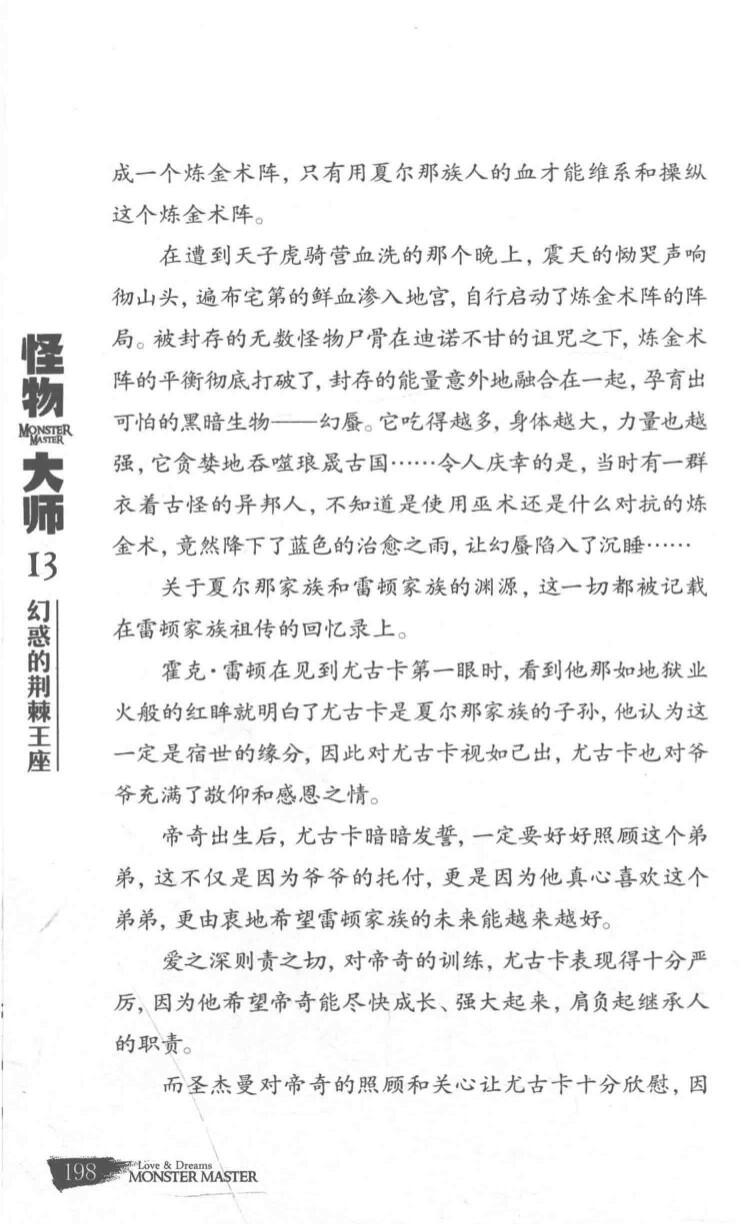 成一个炼金术阵，只有用夏尔那族人的血才能维系和操纵
这个炼金术阵。
在遭到天子虎骑营血洗的那个晚上，震天的恸哭声响
彻山头，遍布宅第的鲜血渗入地宫，自行启动了炼金术阵的阵
局。被封存的无数怪物尸骨在迪诺不甘的诅咒之下，炼金术
阵的平衡彻底打破了，封存的能量意外地融合在一起，孕育出
可怕的黑暗生物——幻蜃。它吃得越多，身体越大，力量也越
强，它贪婪地吞噬琅晟古国……令人庆幸的是，当时有一群
衣着古怪的异邦人，不知道是使用巫术还是什么对抗的炼
金术，竟然降下了蓝色的治愈之雨，让幻蜃陷入了沉睡……
关于夏尔那家族和雷顿家族的渊源，这一切都被记载
在雷顿家族祖传的回忆录上。
霍克·雷顿在见到尤古卡第一眼时，看到他那如地狱业
火般的红眸就明白了尤古卡是夏尔那家族的子孙，他认为这
一定是宿世的缘分，因此对尤古卡视如己出，尤古卡也对爷
爷充满了敬仰和感恩之情。
帝奇出生后，尤古卡暗暗发誓，一定要好好照顾这个弟
弟，这不仅是因为爷爷的托付，更是因为他真心喜欢这个
弟弟，更由衷地希望雷顿家族的未来能越来越好。
爱之深则责之切，对帝奇的训练，尤古卡表现得十分严
厉，因为他希望帝奇能尽快成长、强大起来，肩负起继承人
的职责。
而圣杰曼对帝奇的照顾和关心让尤古卡十分欣慰，因
怪物
MONSTER
MASTER
大师
13
幻惑的荆棘王座
198
Love & Dreams
MONSTER MASTER